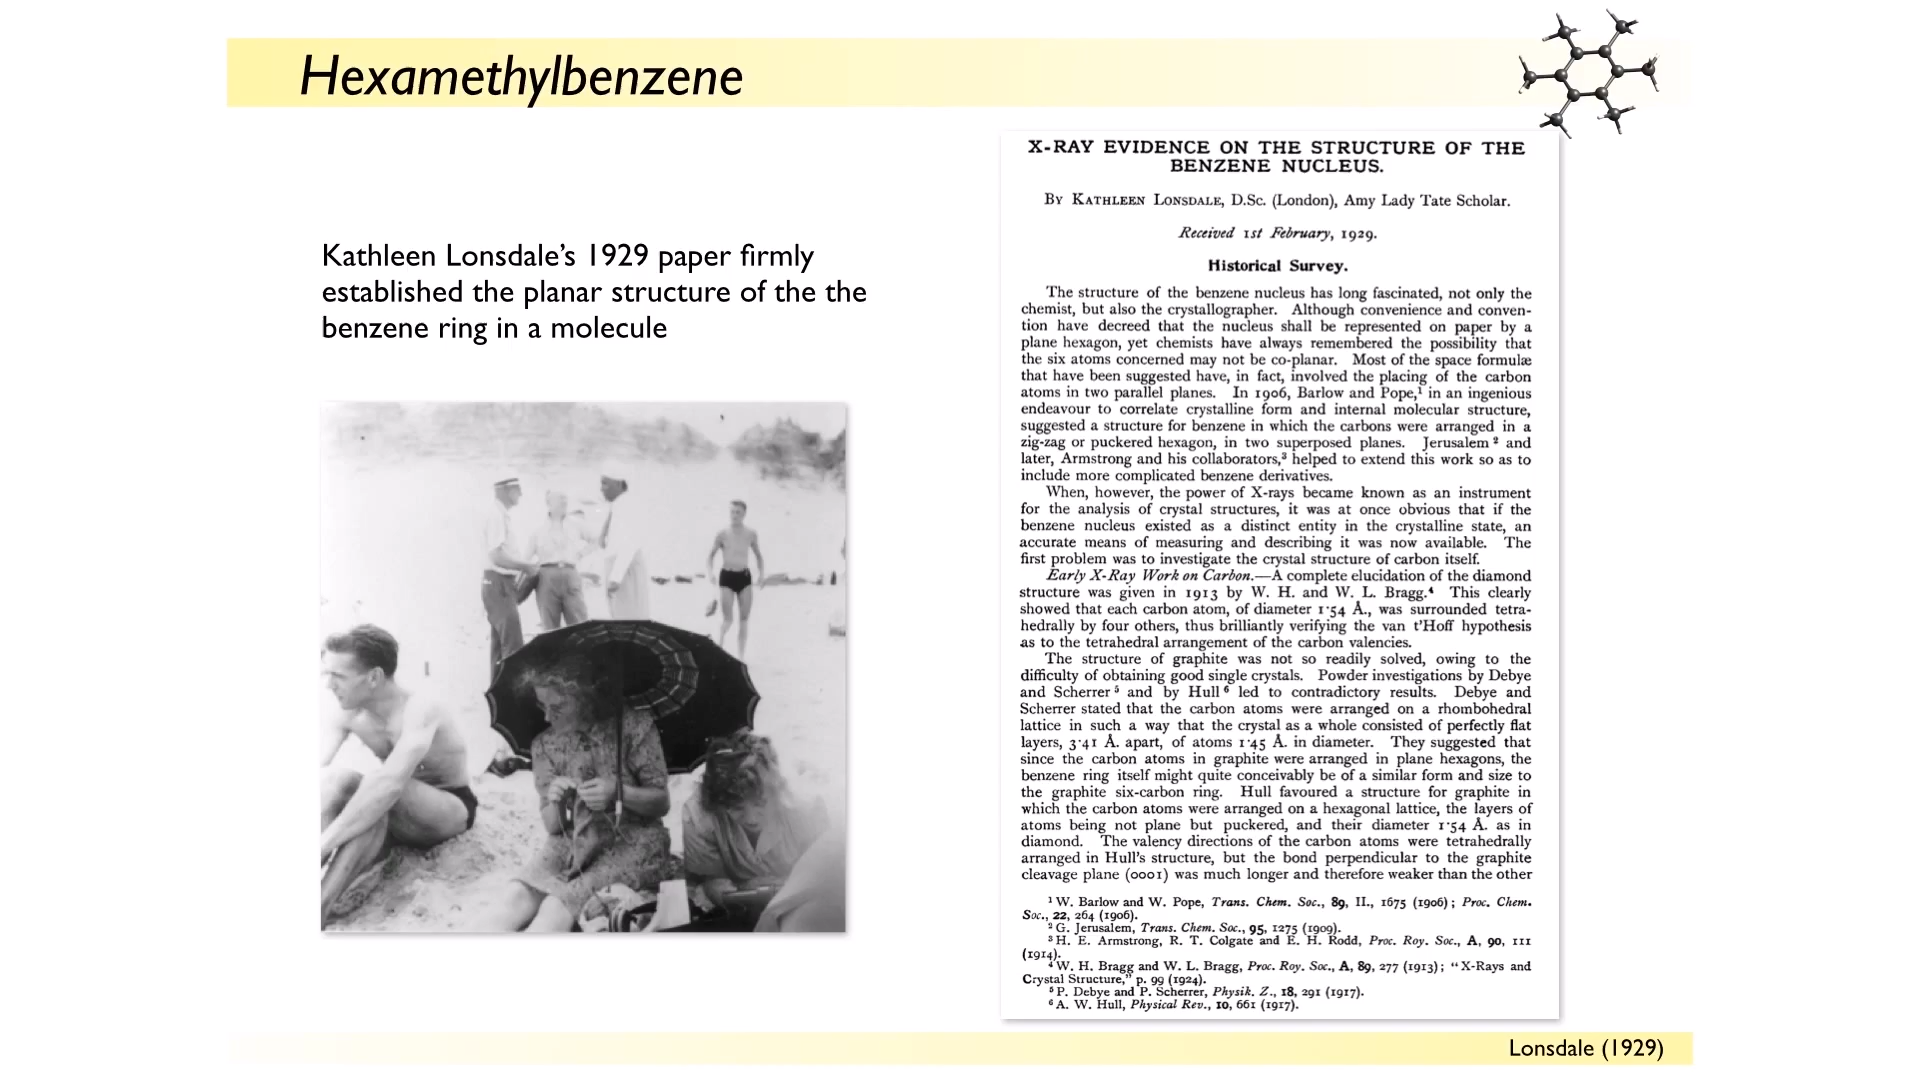 Hexamethylbenzene
Kathleen Lonsdale’s 1929 paper firmly
established the planar structure of the the
benzene ring in a molecule
X-RAY EVIDENCE ON THE STRUCTURE OF THE
BENZENE NUCLEUS.
By Kathleen Lonsdale, D.Sc. (London), Amy Lady Tate Scholar.
Received 1st February, 1929.
Historical Survey.
The structure of the benzene nucleus has long fascinated, not only the
chemist, but also the crystallographer. Although convenience and conven-
tion have decreed that the nucleus shall be represented on paper by a
plane hexagon, yet chemists have always remembered the possibility that
the six atoms concerned may not be co-planar. Most of the space formulæ
that have been suggested have, in fact, involved the placing of the carbon
atoms in two parallel planes. In 1906, Barlow and Pope,¹ in an ingenious
endeavour to correlate crystalline form and internal molecular structure,
suggested a structure for benzene in which the carbons were arranged in a
zig-zag or puckered hexagon, in two superposed planes. Jerusalem ² and
later, Armstrong and his collaborators,³ helped to extend this work so as to
include more complicated benzene derivatives.
When, however, the power of X-rays became known as an instrument
for the analysis of crystal structures, it was at once obvious that if the
benzene nucleus existed as a distinct entity in the crystalline state, an
accurate means of measuring and describing it was now available. The
first problem was to investigate the crystal structure of carbon itself.
Early X-Ray Work on Carbon.—A complete elucidation of the diamond
structure was given in 1913 by W. H. and W. L. Bragg.⁴ This clearly
showed that each carbon atom, of diameter 1·54 Å., was surrounded tetra-
hedrally by four others, thus brilliantly verifying the van t’Hoff hypothesis
as to the tetrahedral arrangement of the carbon valencies.
The structure of graphite was not so readily solved, owing to the
difficulty of obtaining good single crystals. Powder investigations by Debye
and Scherrer ⁵ and by Hull ⁶ led to contradictory results. Debye and
Scherrer stated that the carbon atoms were arranged on a rhombohedral
lattice in such a way that the crystal as a whole consisted of perfectly flat
layers, 3·41 Å. apart, of atoms 1·45 Å. in diameter. They suggested that
since the carbon atoms in graphite were arranged in plane hexagons, the
benzene ring itself might quite conceivably be of a similar form and size to
the graphite six-carbon ring. Hull favoured a structure for graphite in
which the carbon atoms were arranged on a hexagonal lattice, the layers of
atoms being not plane but puckered, and their diameter 1·54 Å. as in
diamond. The valency directions of the carbon atoms were tetrahedrally
arranged in Hull’s structure, but the bond perpendicular to the graphite
cleavage plane (0001) was much longer and therefore weaker than the other
¹ W. Barlow and W. Pope, Trans. Chem. Soc., 89, II., 1675 (1906); Proc. Chem.
Soc., 22, 264 (1906).
² G. Jerusalem, Trans. Chem. Soc., 95, 1275 (1909).
³ H. E. Armstrong, R. T. Colgate and E. H. Rodd, Proc. Roy. Soc., A, 90, 111
(1914).
⁴ W. H. Bragg and W. L. Bragg, Proc. Roy. Soc., A, 89, 277 (1913); “X-Rays and
Crystal Structure,” p. 99 (1924).
⁵ P. Debye and P. Scherrer, Physik. Z., 18, 291 (1917).
⁶ A. W. Hull, Physical Rev., 10, 661 (1917).
Lonsdale (1929)